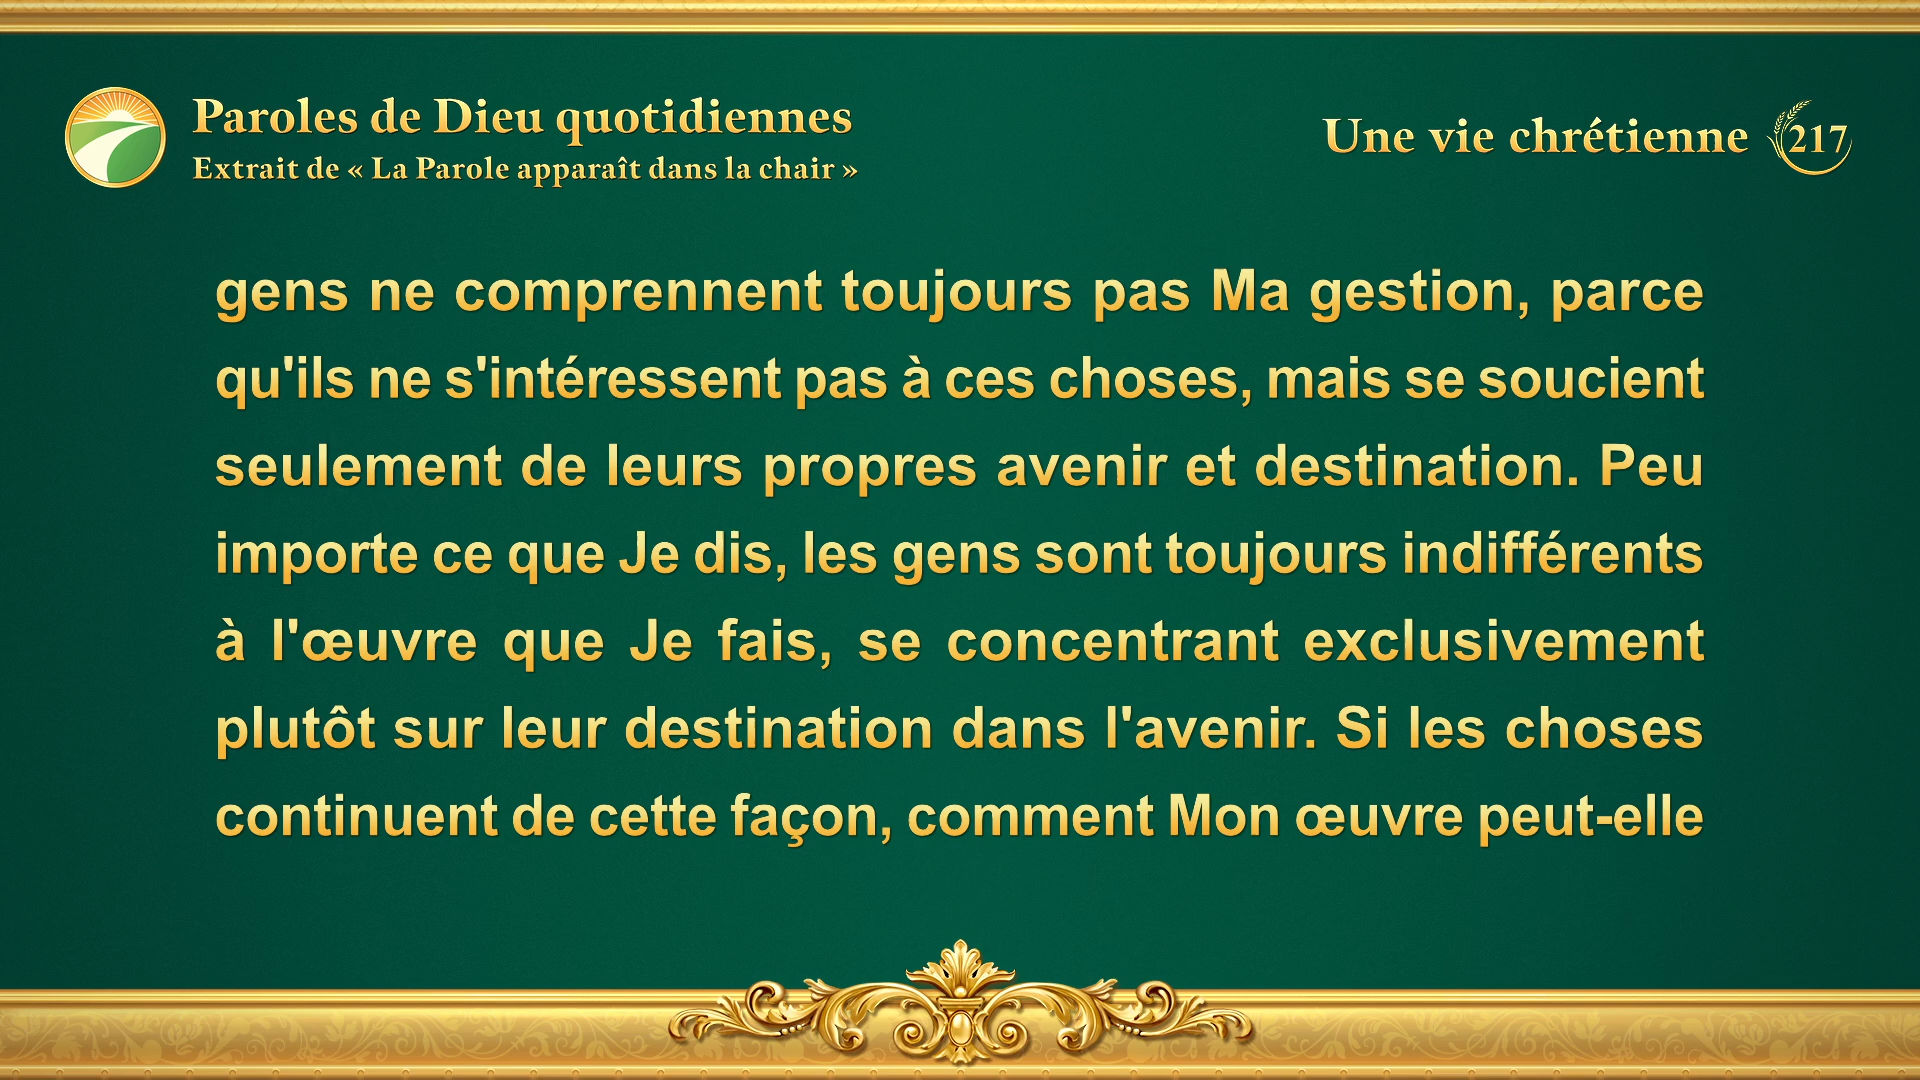 Paroles de Dieu quotidiennes
Extrait de « La Parole apparaît dans la chair »
Une vie chrétienne 217
gens ne comprennent toujours pas Ma gestion, parce
qu'ils ne s'intéressent pas à ces choses, mais se soucient
seulement de leurs propres avenir et destination. Peu
importe ce que Je dis, les gens sont toujours indifférents
à l'œuvre que Je fais, se concentrant exclusivement
plutôt sur leur destination dans l'avenir. Si les choses
continuent de cette façon, comment Mon œuvre peut-elle